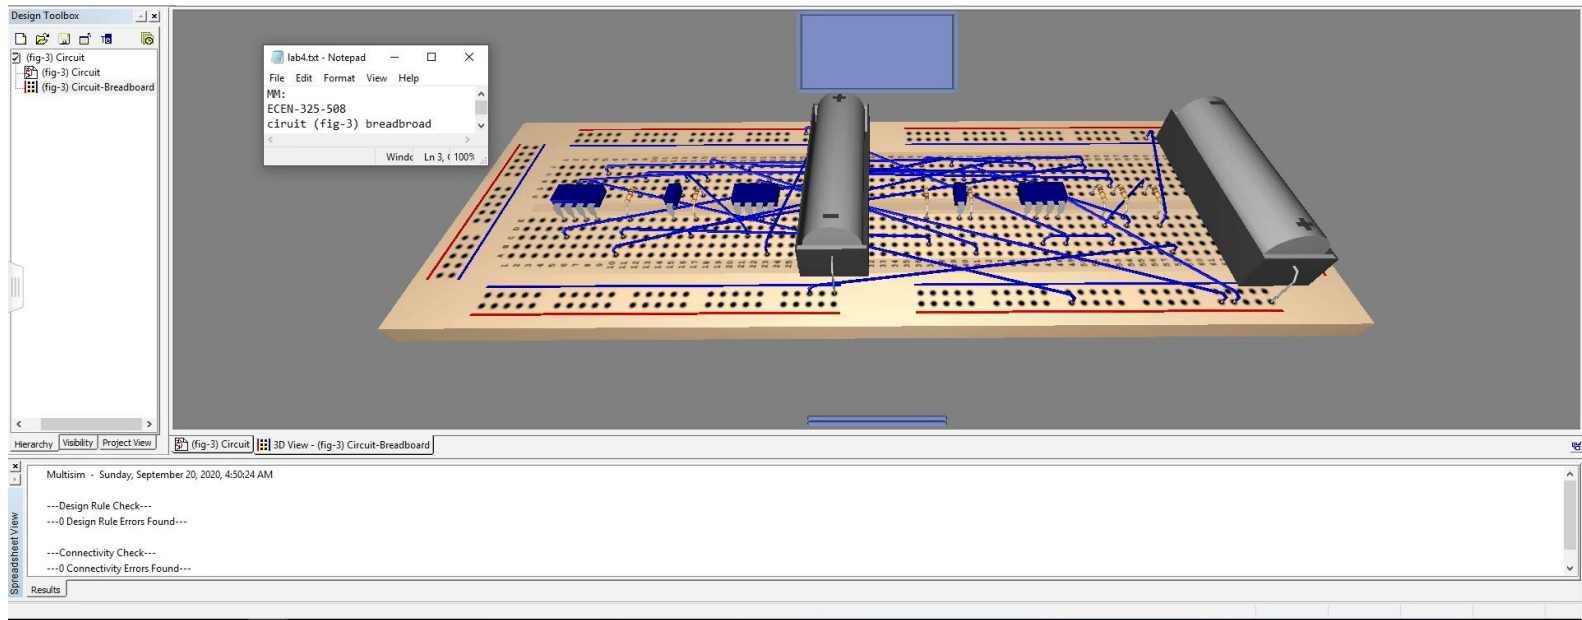 Design Toolbox
(fig-3) Circuit
(fig-3) Circuit
(fig-3) Circuit-Breadboard
lab4.txt - Notepad
File Edit Format View Help
MM:
ECEN-325-508
ciruit (fig-3) breadbroad
Windc Ln 3, ( 100%
Hierarchy Visibility Project View
(fig-3) Circuit 3D View - (fig-3) Circuit-Breadboard
Multisim - Sunday, September 20, 2020, 4:50:24 AM
---Design Rule Check---
---0 Design Rule Errors Found---
---Connectivity Check---
---0 Connectivity Errors Found---
Spreadsheet View
Results